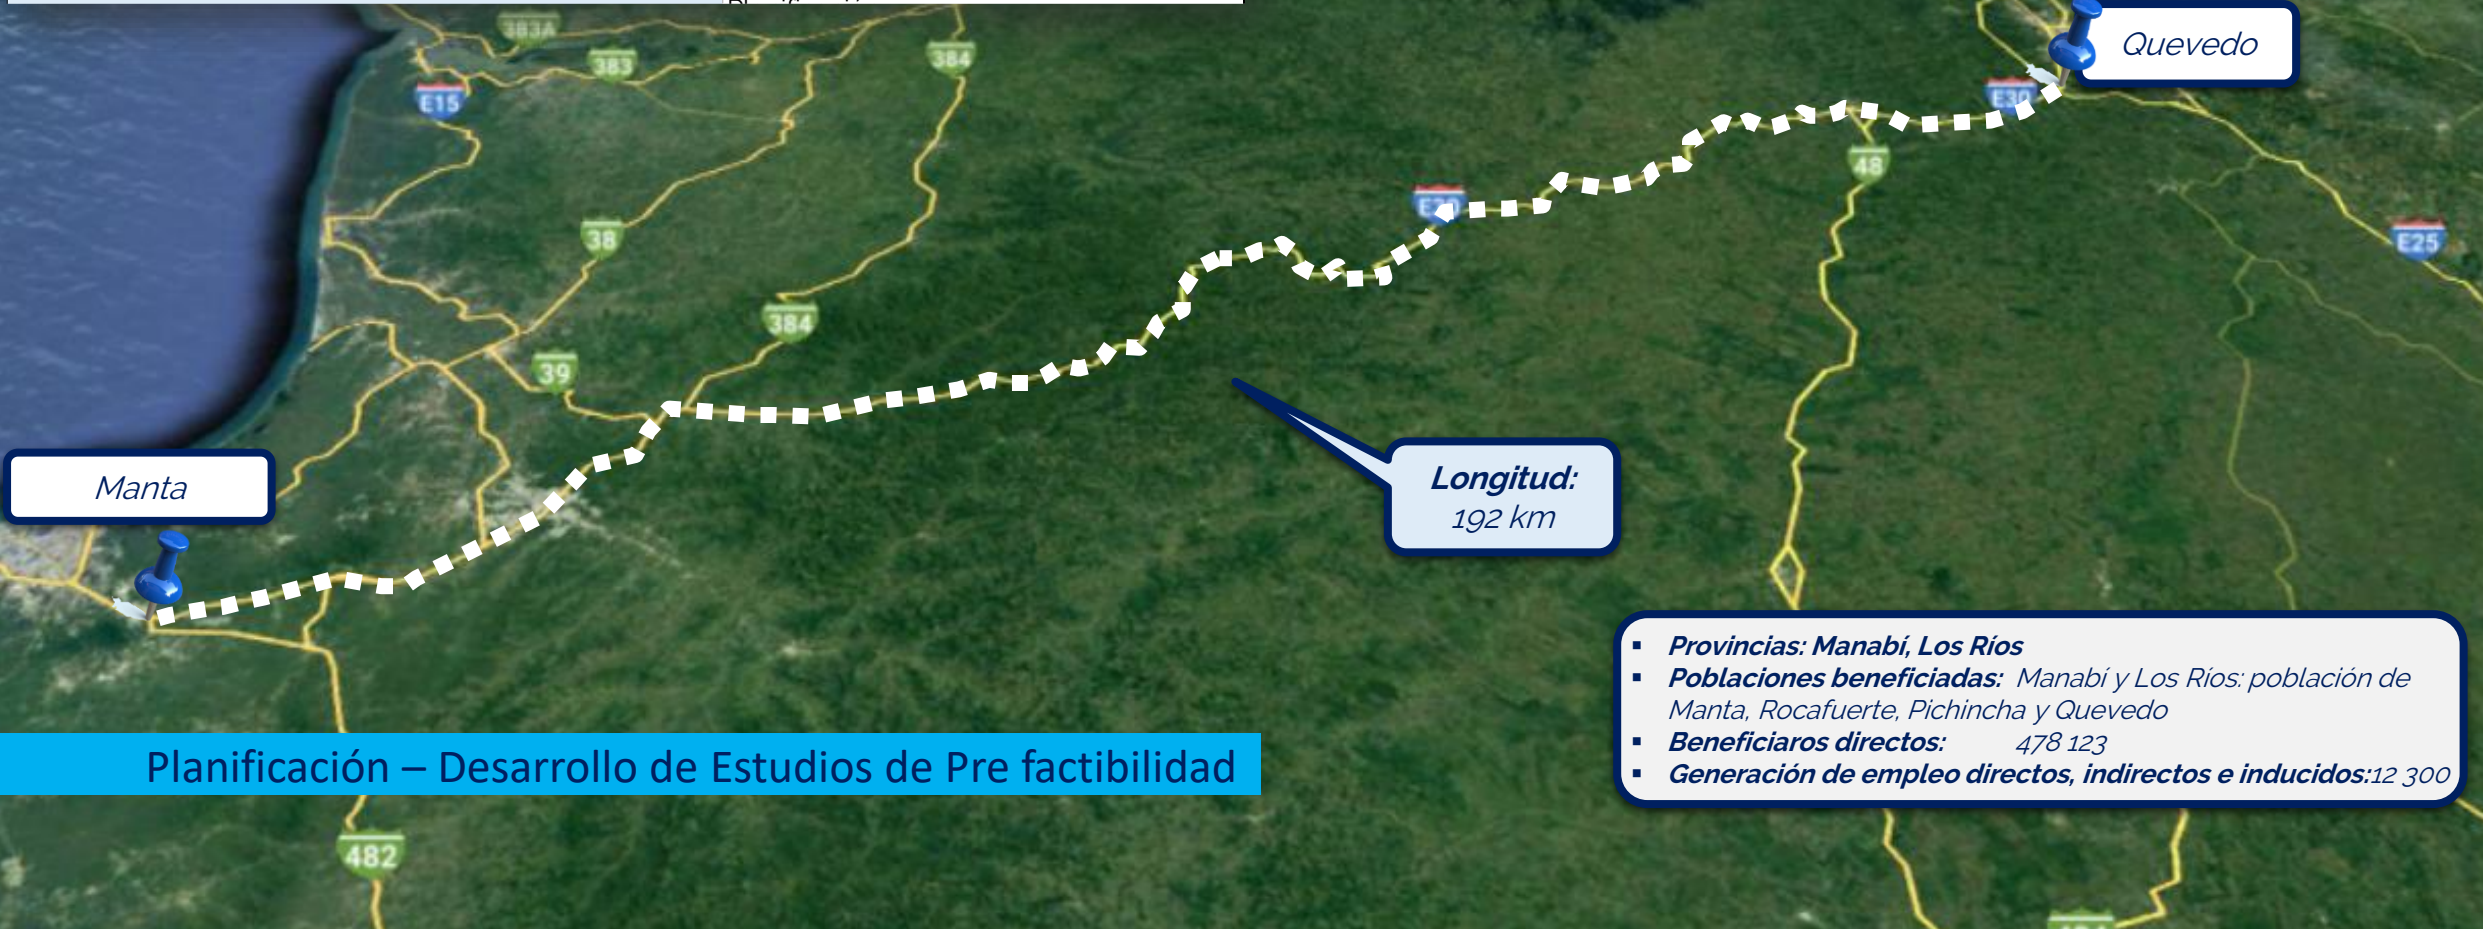 383A
383
384
Quevedo
E15
E30
48
38
E30
E25
384
39
Manta
Longitud:
192 km
▪ Provincias: Manabí, Los Ríos
▪ Poblaciones beneficiadas: Manabí y Los Ríos: población de
Manta, Rocafuerte, Pichincha y Quevedo
▪ Beneficiaros directos: 478 123
▪ Generación de empleo directos, indirectos e inducidos:12 300
Planificación – Desarrollo de Estudios de Pre factibilidad
482